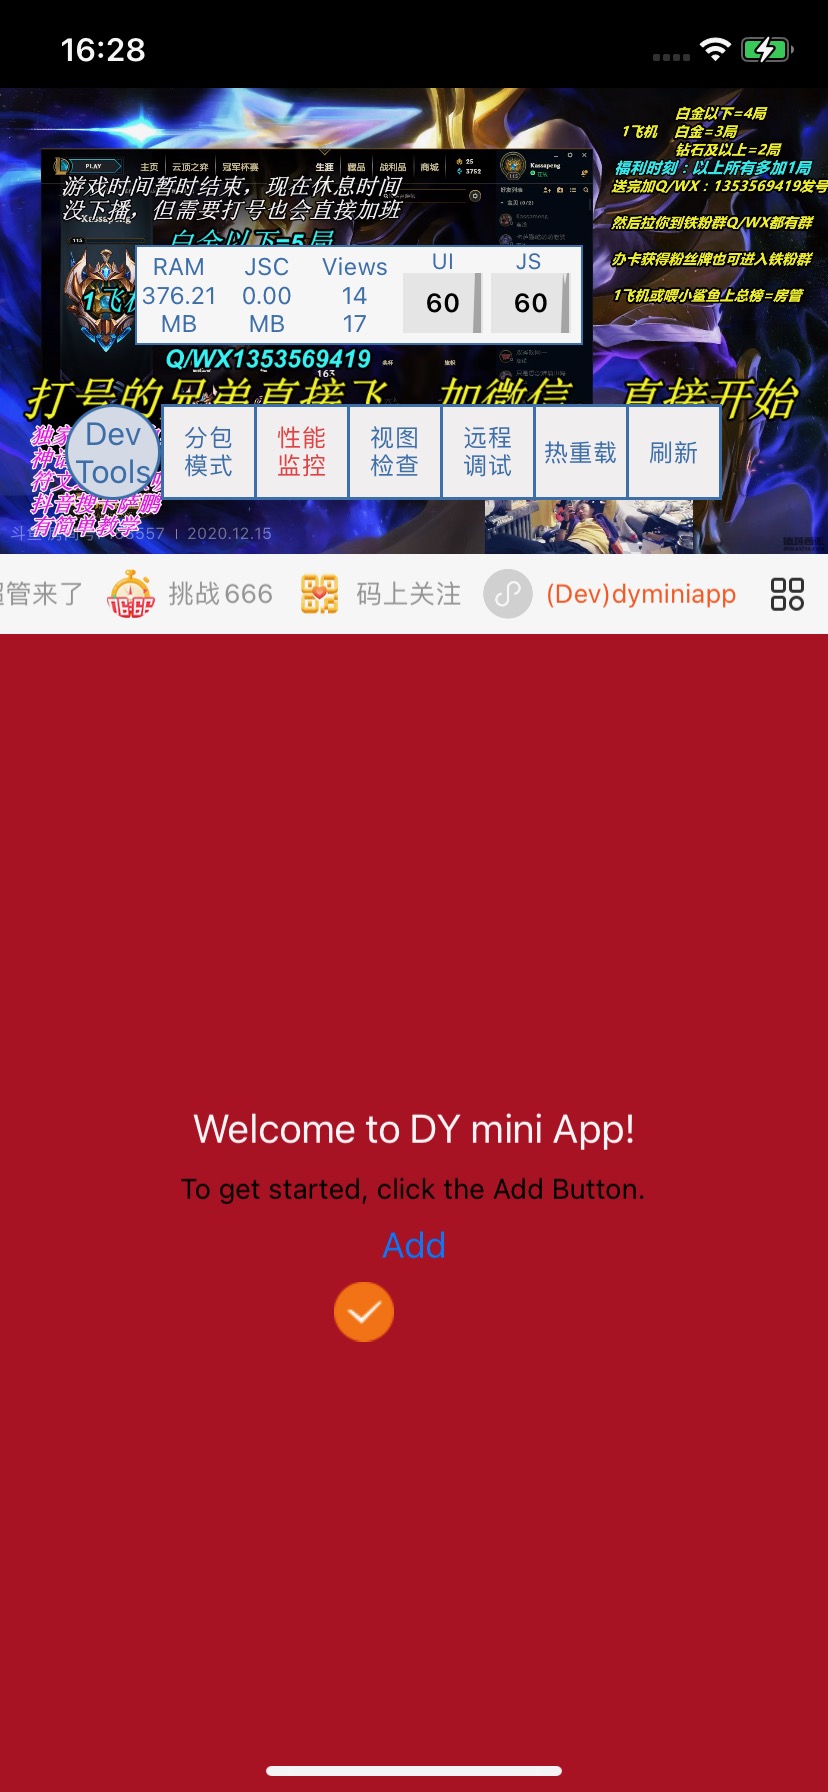 16:28
白金以下=4局
1飞机 白金=3局
钻石及以上=2局
福利时刻：以上所有多加1局
送完加Q/WX：1353569419发号
然后拉你到铁粉群Q/WX都有群
办卡获得粉丝牌也可进入铁粉群
1飞机或喂小鲨鱼上总榜=房管
PLAY 主页 云顶之弈 冠军杯赛 生涯 藏品 战利品 商城 25 3752 Kassapeng
游戏时间暂时结束，现在休息时间
没下播，但需要打号也会直接加班
白金以下=5局
1飞机
RAM
376.21
MB
JSC
0.00
MB
Views
14
17
UI
60
JS
60
Q/WX1353569419
163
打号的兄弟直接飞 加微信 直接开始
Dev
Tools
分包
模式
性能
监控
视图
检查
远程
调试
热重载
刷新
抖音搜卡萨鹏
有简单教学
557 2020.12.15
管来了
挑战666
码上关注
(Dev)dyminiapp
Welcome to DY mini App!
To get started, click the Add Button.
Add